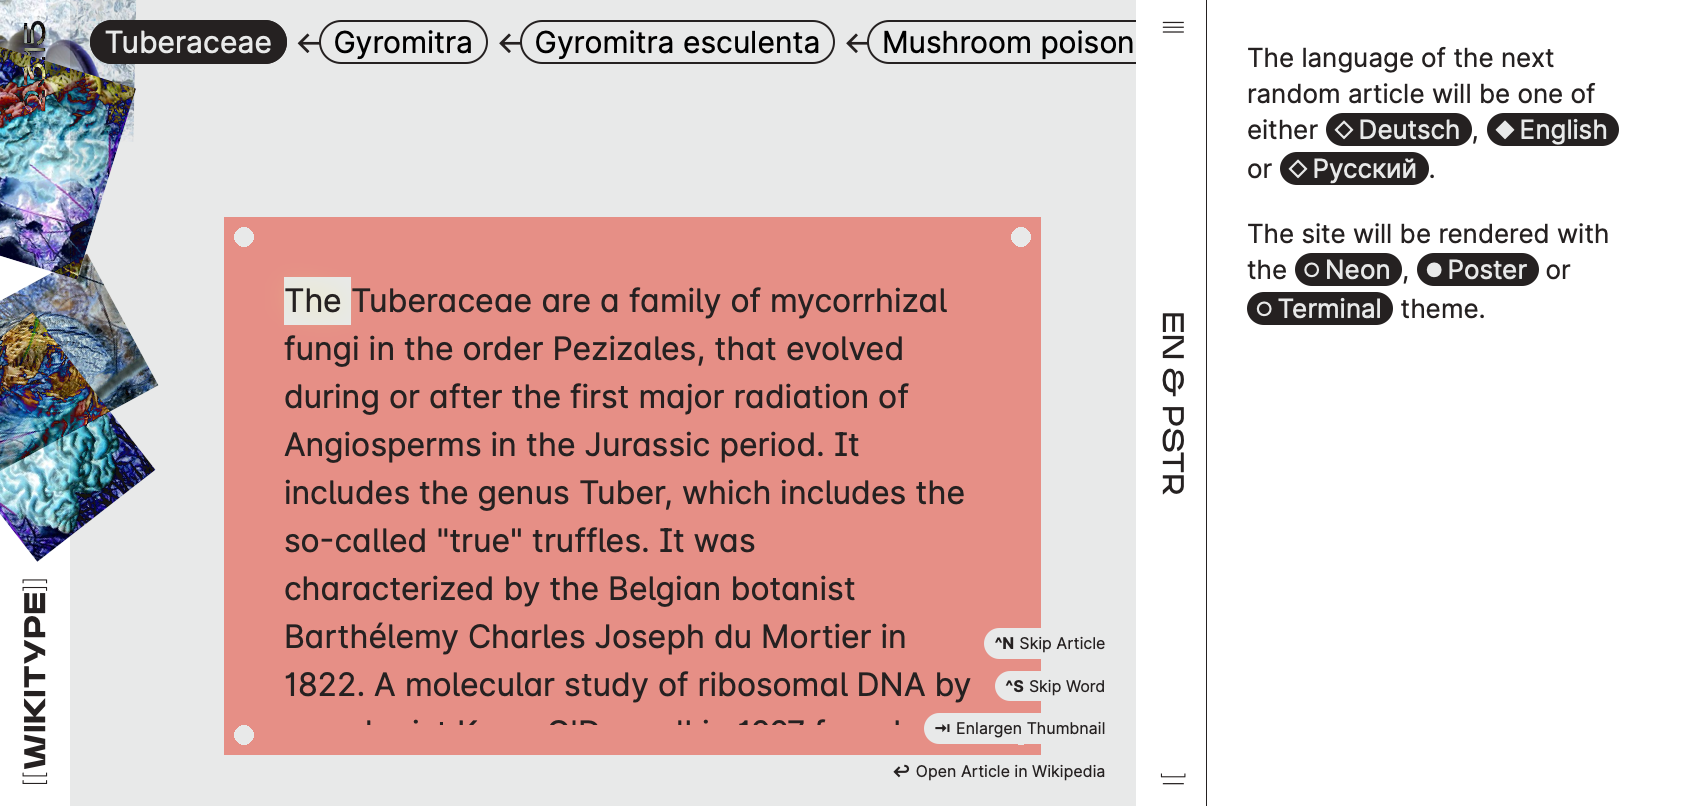 Tuberaceae ← Gyromitra ← Gyromitra esculenta ← Mushroom poison
The Tuberaceae are a family of mycorrhizal
fungi in the order Pezizales, that evolved
during or after the first major radiation of
Angiosperms in the Jurassic period. It
includes the genus Tuber, which includes the
so-called "true" truffles. It was
characterized by the Belgian botanist
Barthélemy Charles Joseph du Mortier in
1822. A molecular study of ribosomal DNA by
^N Skip Article
^S Skip Word
⇥ Enlargen Thumbnail
↩ Open Article in Wikipedia
[[WIKITYPE]]
EN & PSTR
The language of the next
random article will be one of
either ◇ Deutsch, ◆ English
or ◇ Русский.
The site will be rendered with
the ○ Neon, ● Poster or
○ Terminal theme.